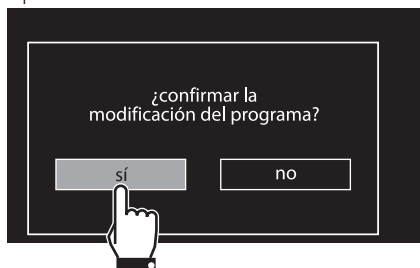 ¿confirmar la
modificación del programa?
sí
no